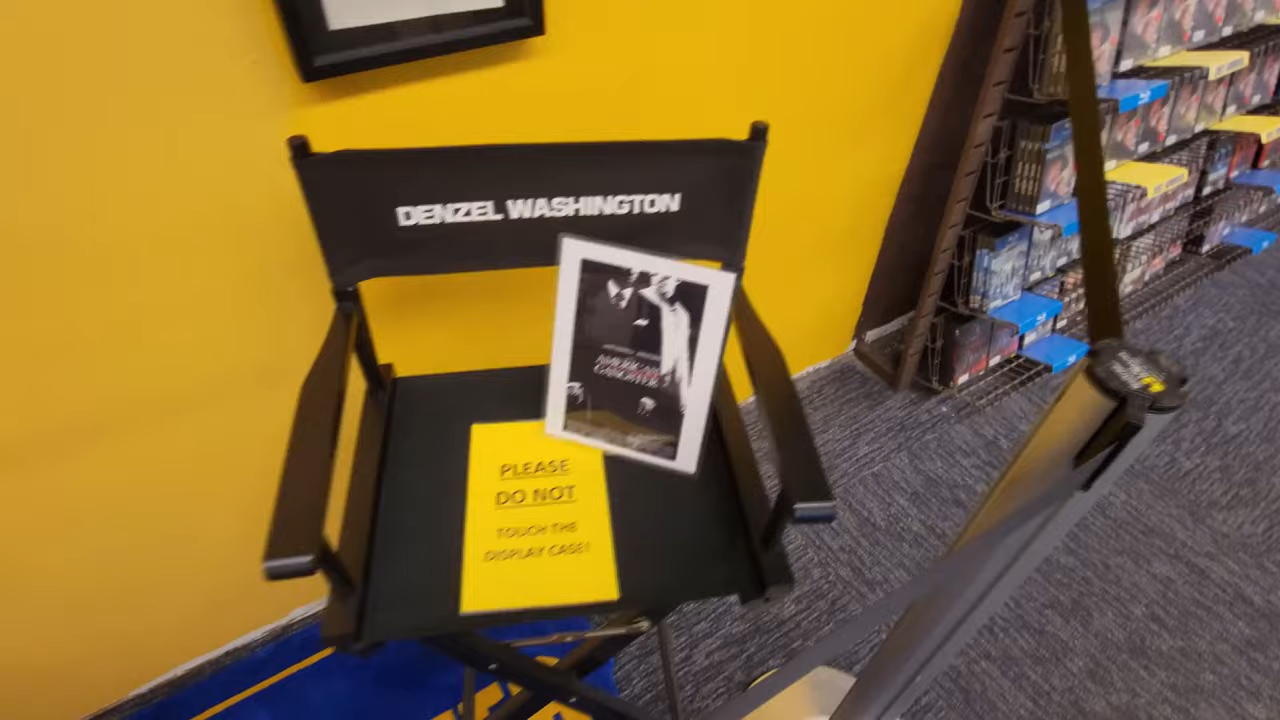 DENZEL WASHINGTON
AMERICAN
GANGSTER
PLEASE
DO NOT
TOUCH THE
DISPLAY CASE!